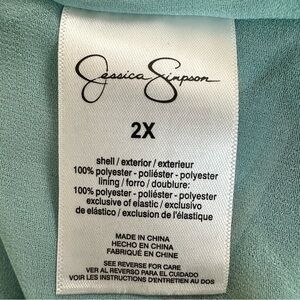 Jessica Simpson
2X
shell / exterior / exterieur
100% polyester - poliéster - polyester
lining / forro / doublure:
100% polyester - poliéster - polyester
exclusive of elastic / exclusivo
de elástico / exclusion de l'élastique
MADE IN CHINA
HECHO EN CHINA
FABRIQUÉ EN CHINE
SEE REVERSE FOR CARE
VER AL REVERSO PARA EL CUIDADO
VOIR LES INSTRUCTIONS D'ENTRETIEN AU DOS